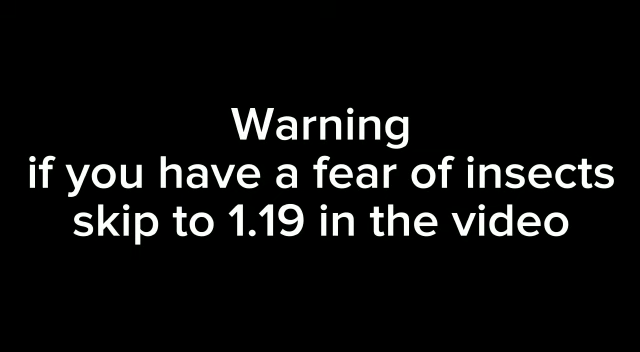 Warning
if you have a fear of insects
skip to 1.19 in the video